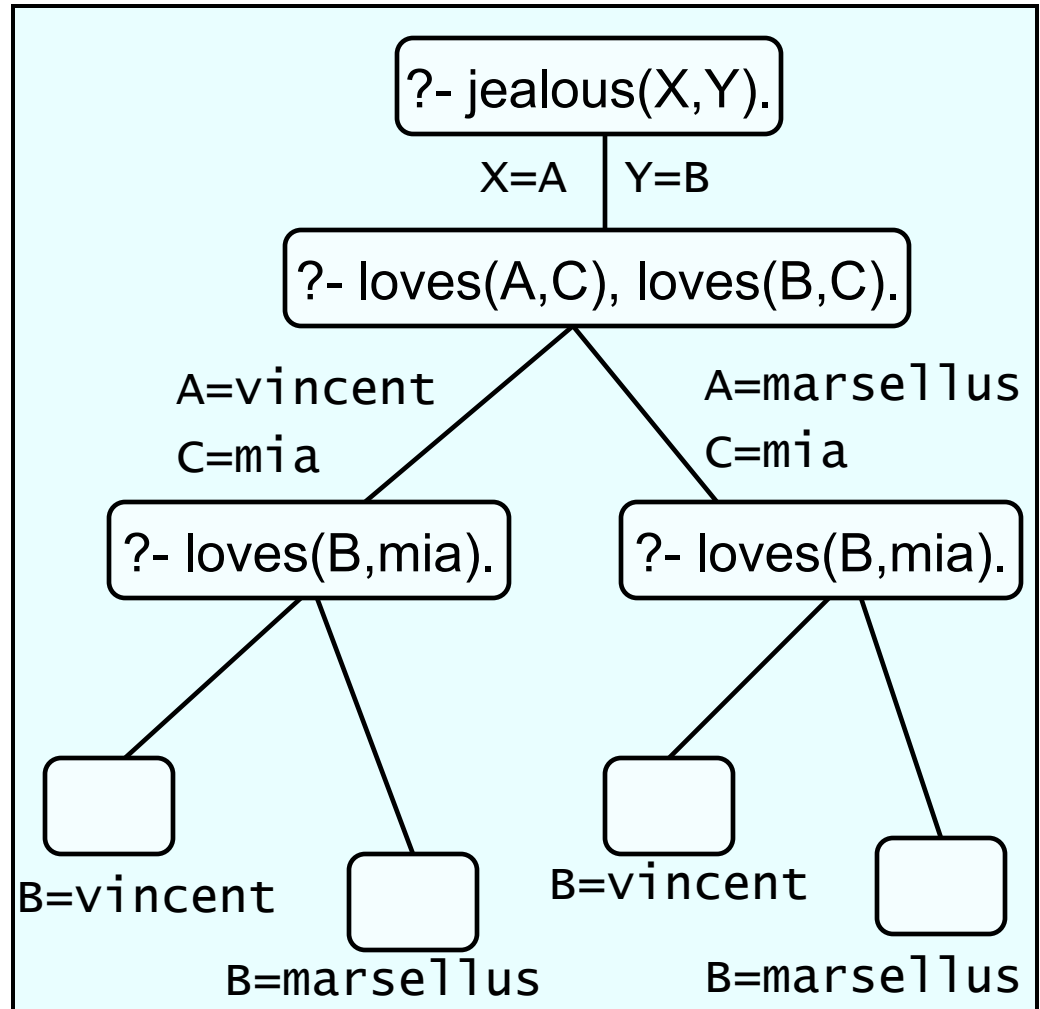 ?- jealous(X,Y).
X=A Y=B
?- loves(A,C), loves(B,C).
A=vincent
C=mia
A=marsellus
C=mia
?- loves(B,mia).
?- loves(B,mia).
B=vincent
B=marsellus
B=vincent
B=marsellus